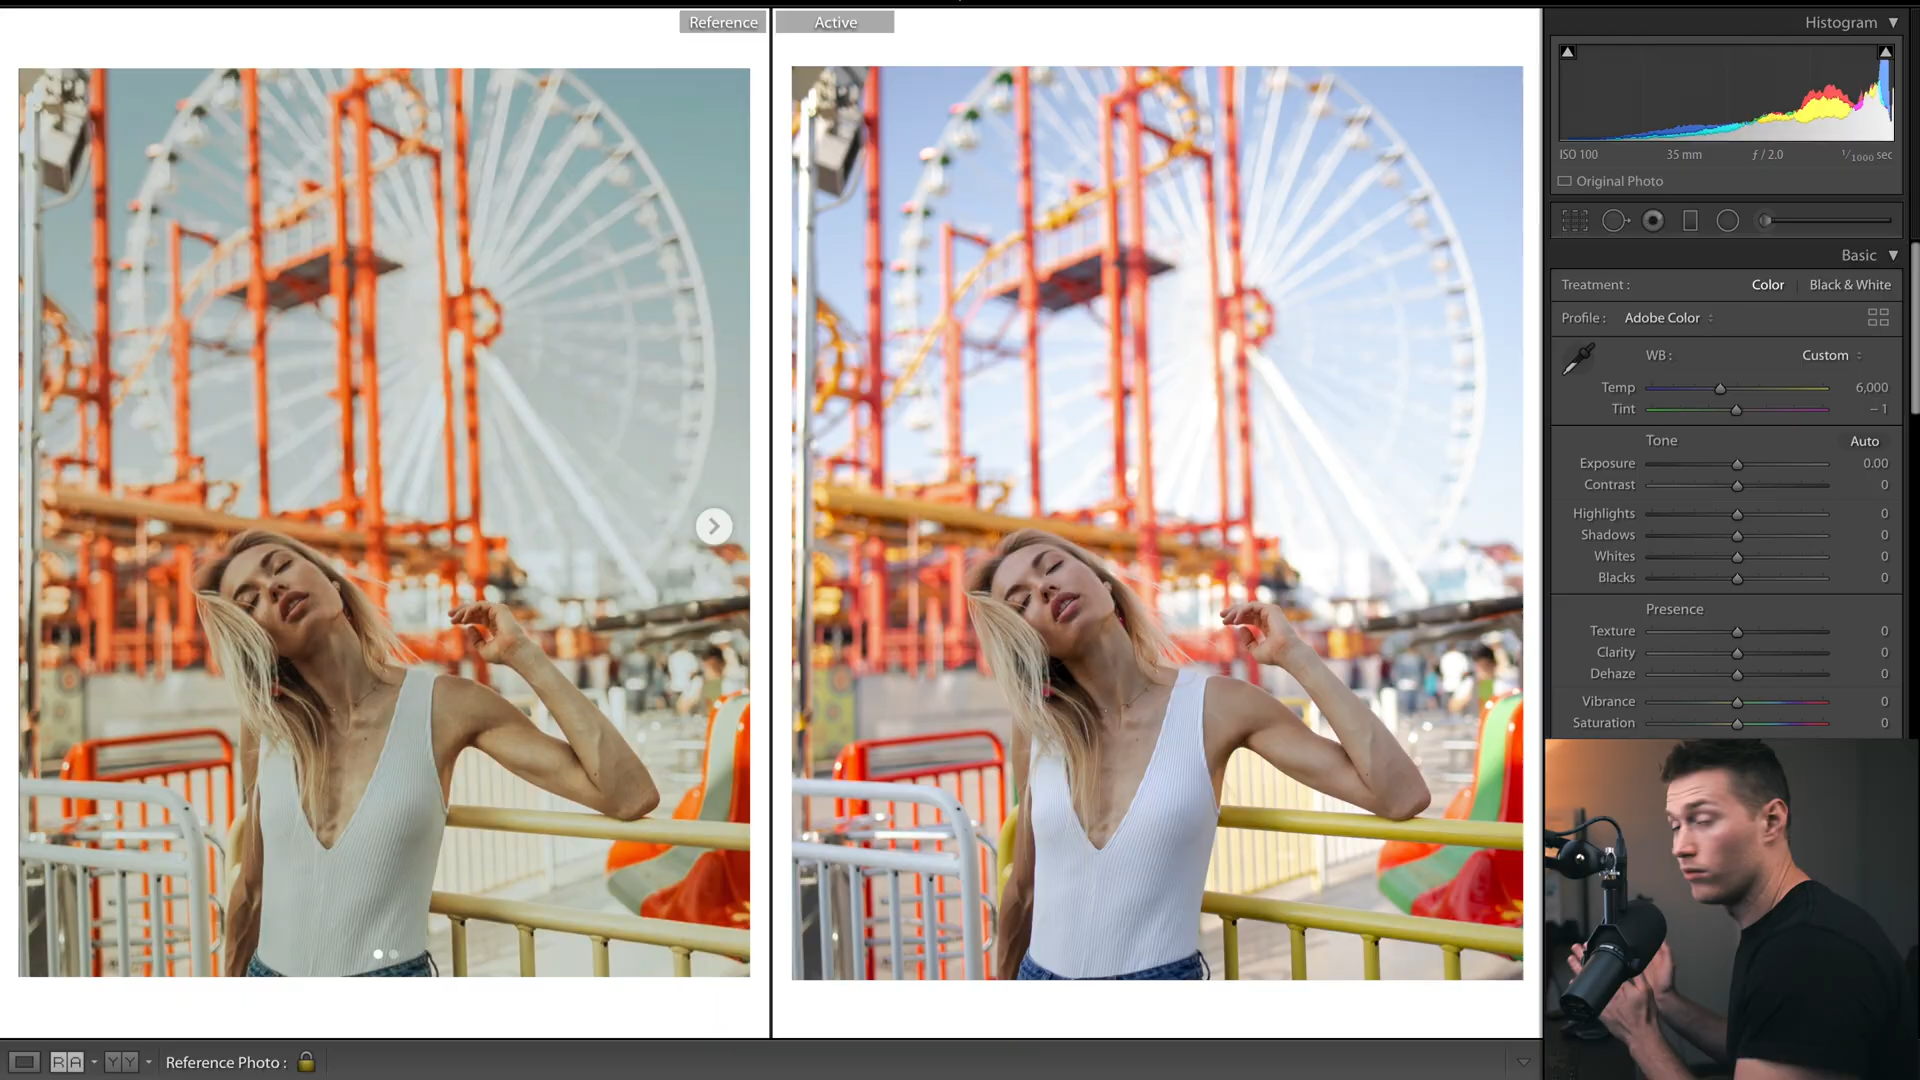 Reference
Active
Histogram
ISO 100 35 mm ƒ / 2.0 1/1000 sec
Original Photo
Basic
Treatment : Color Black & White
Profile : Adobe Color
WB : Custom
Temp 6,000
Tint – 1
Tone Auto
Exposure 0.00
Contrast 0
Highlights 0
Shadows 0
Whites 0
Blacks 0
Presence
Texture 0
Clarity 0
Dehaze 0
Vibrance 0
Saturation 0
R A Y Y Reference Photo :